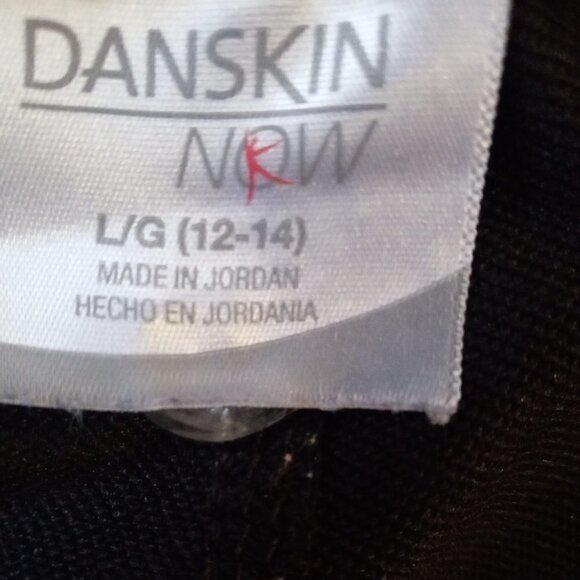 DANSKIN
NOW
L/G (12-14)
MADE IN JORDAN
HECHO EN JORDANIA